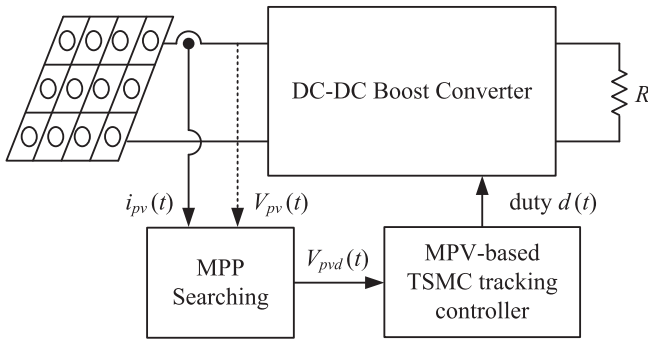 DC-DC Boost Converter
R
i_pv(t)
V_pv(t)
duty d(t)
MPP
Searching
V_pvd(t)
MPV-based
TSMC tracking
controller